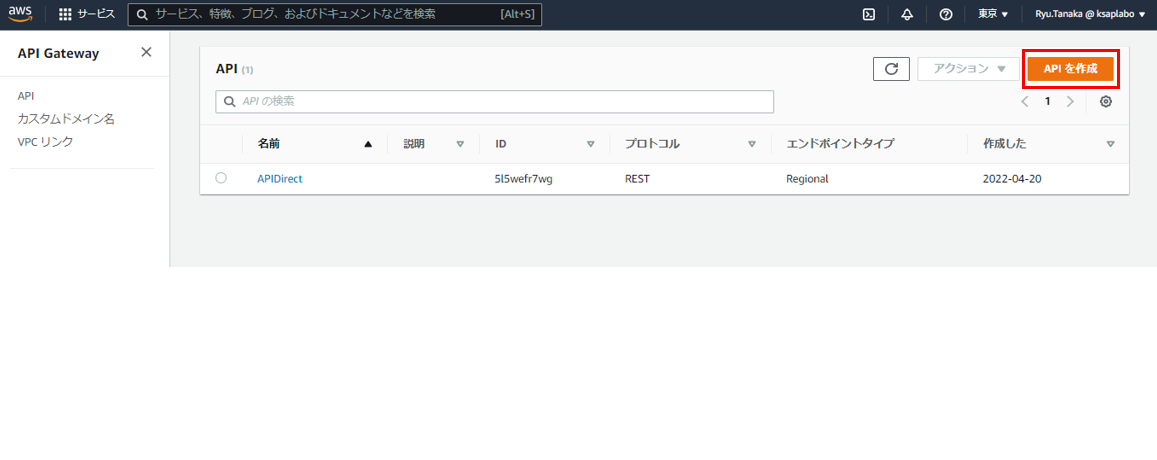 aws サービス サービス、特徴、ブログ、およびドキュメントなどを検索 [Alt+S] 東京 ▼ Ryu.Tanaka @ ksaplabo ▼
API Gateway
API
カスタムドメイン名
VPC リンク
API (1) アクション ▼ API を作成
API の検索 1
名前 説明 ID プロトコル エンドポイントタイプ 作成した
APIDirect 5l5wefr7wg REST Regional 2022-04-20